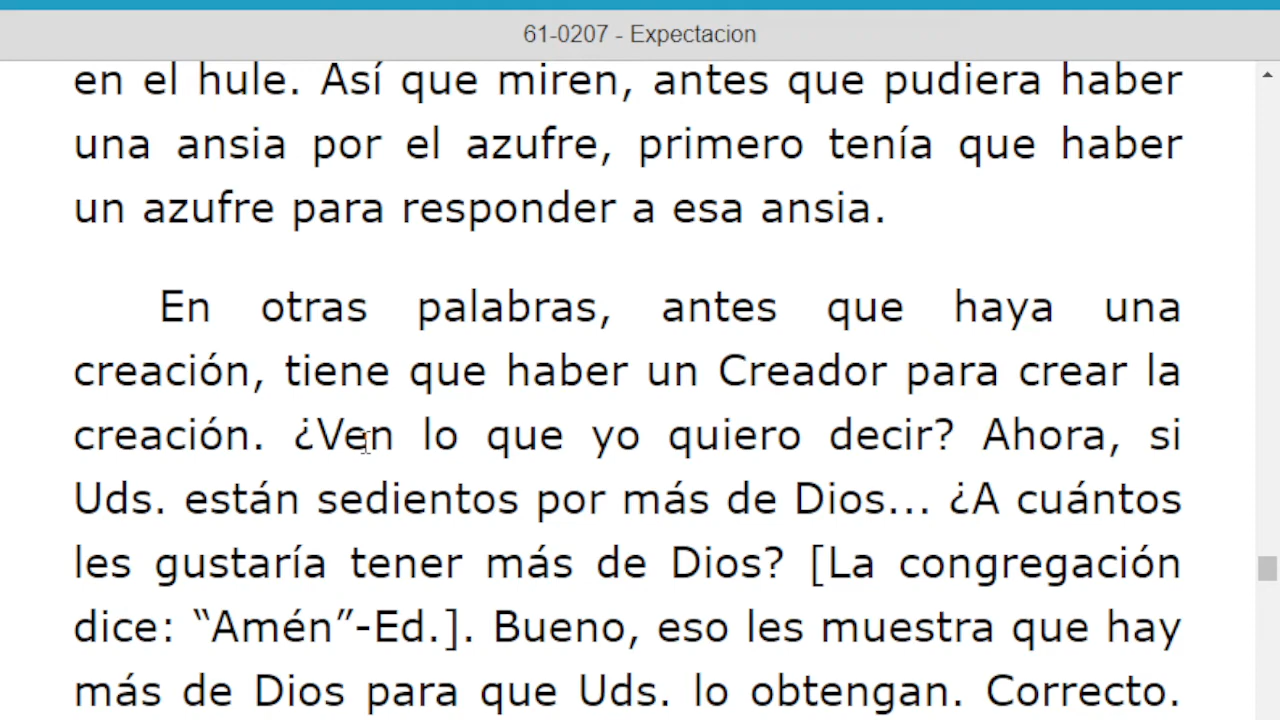 61-0207 - Expectacion
en el hule. Así que miren, antes que pudiera haber
una ansia por el azufre, primero tenía que haber
un azufre para responder a esa ansia.
En otras palabras, antes que haya una
creación, tiene que haber un Creador para crear la
creación. ¿Ven lo que yo quiero decir? Ahora, si
Uds. están sedientos por más de Dios... ¿A cuántos
les gustaría tener más de Dios? [La congregación
dice: “Amén”-Ed.]. Bueno, eso les muestra que hay
más de Dios para que Uds. lo obtengan. Correcto.